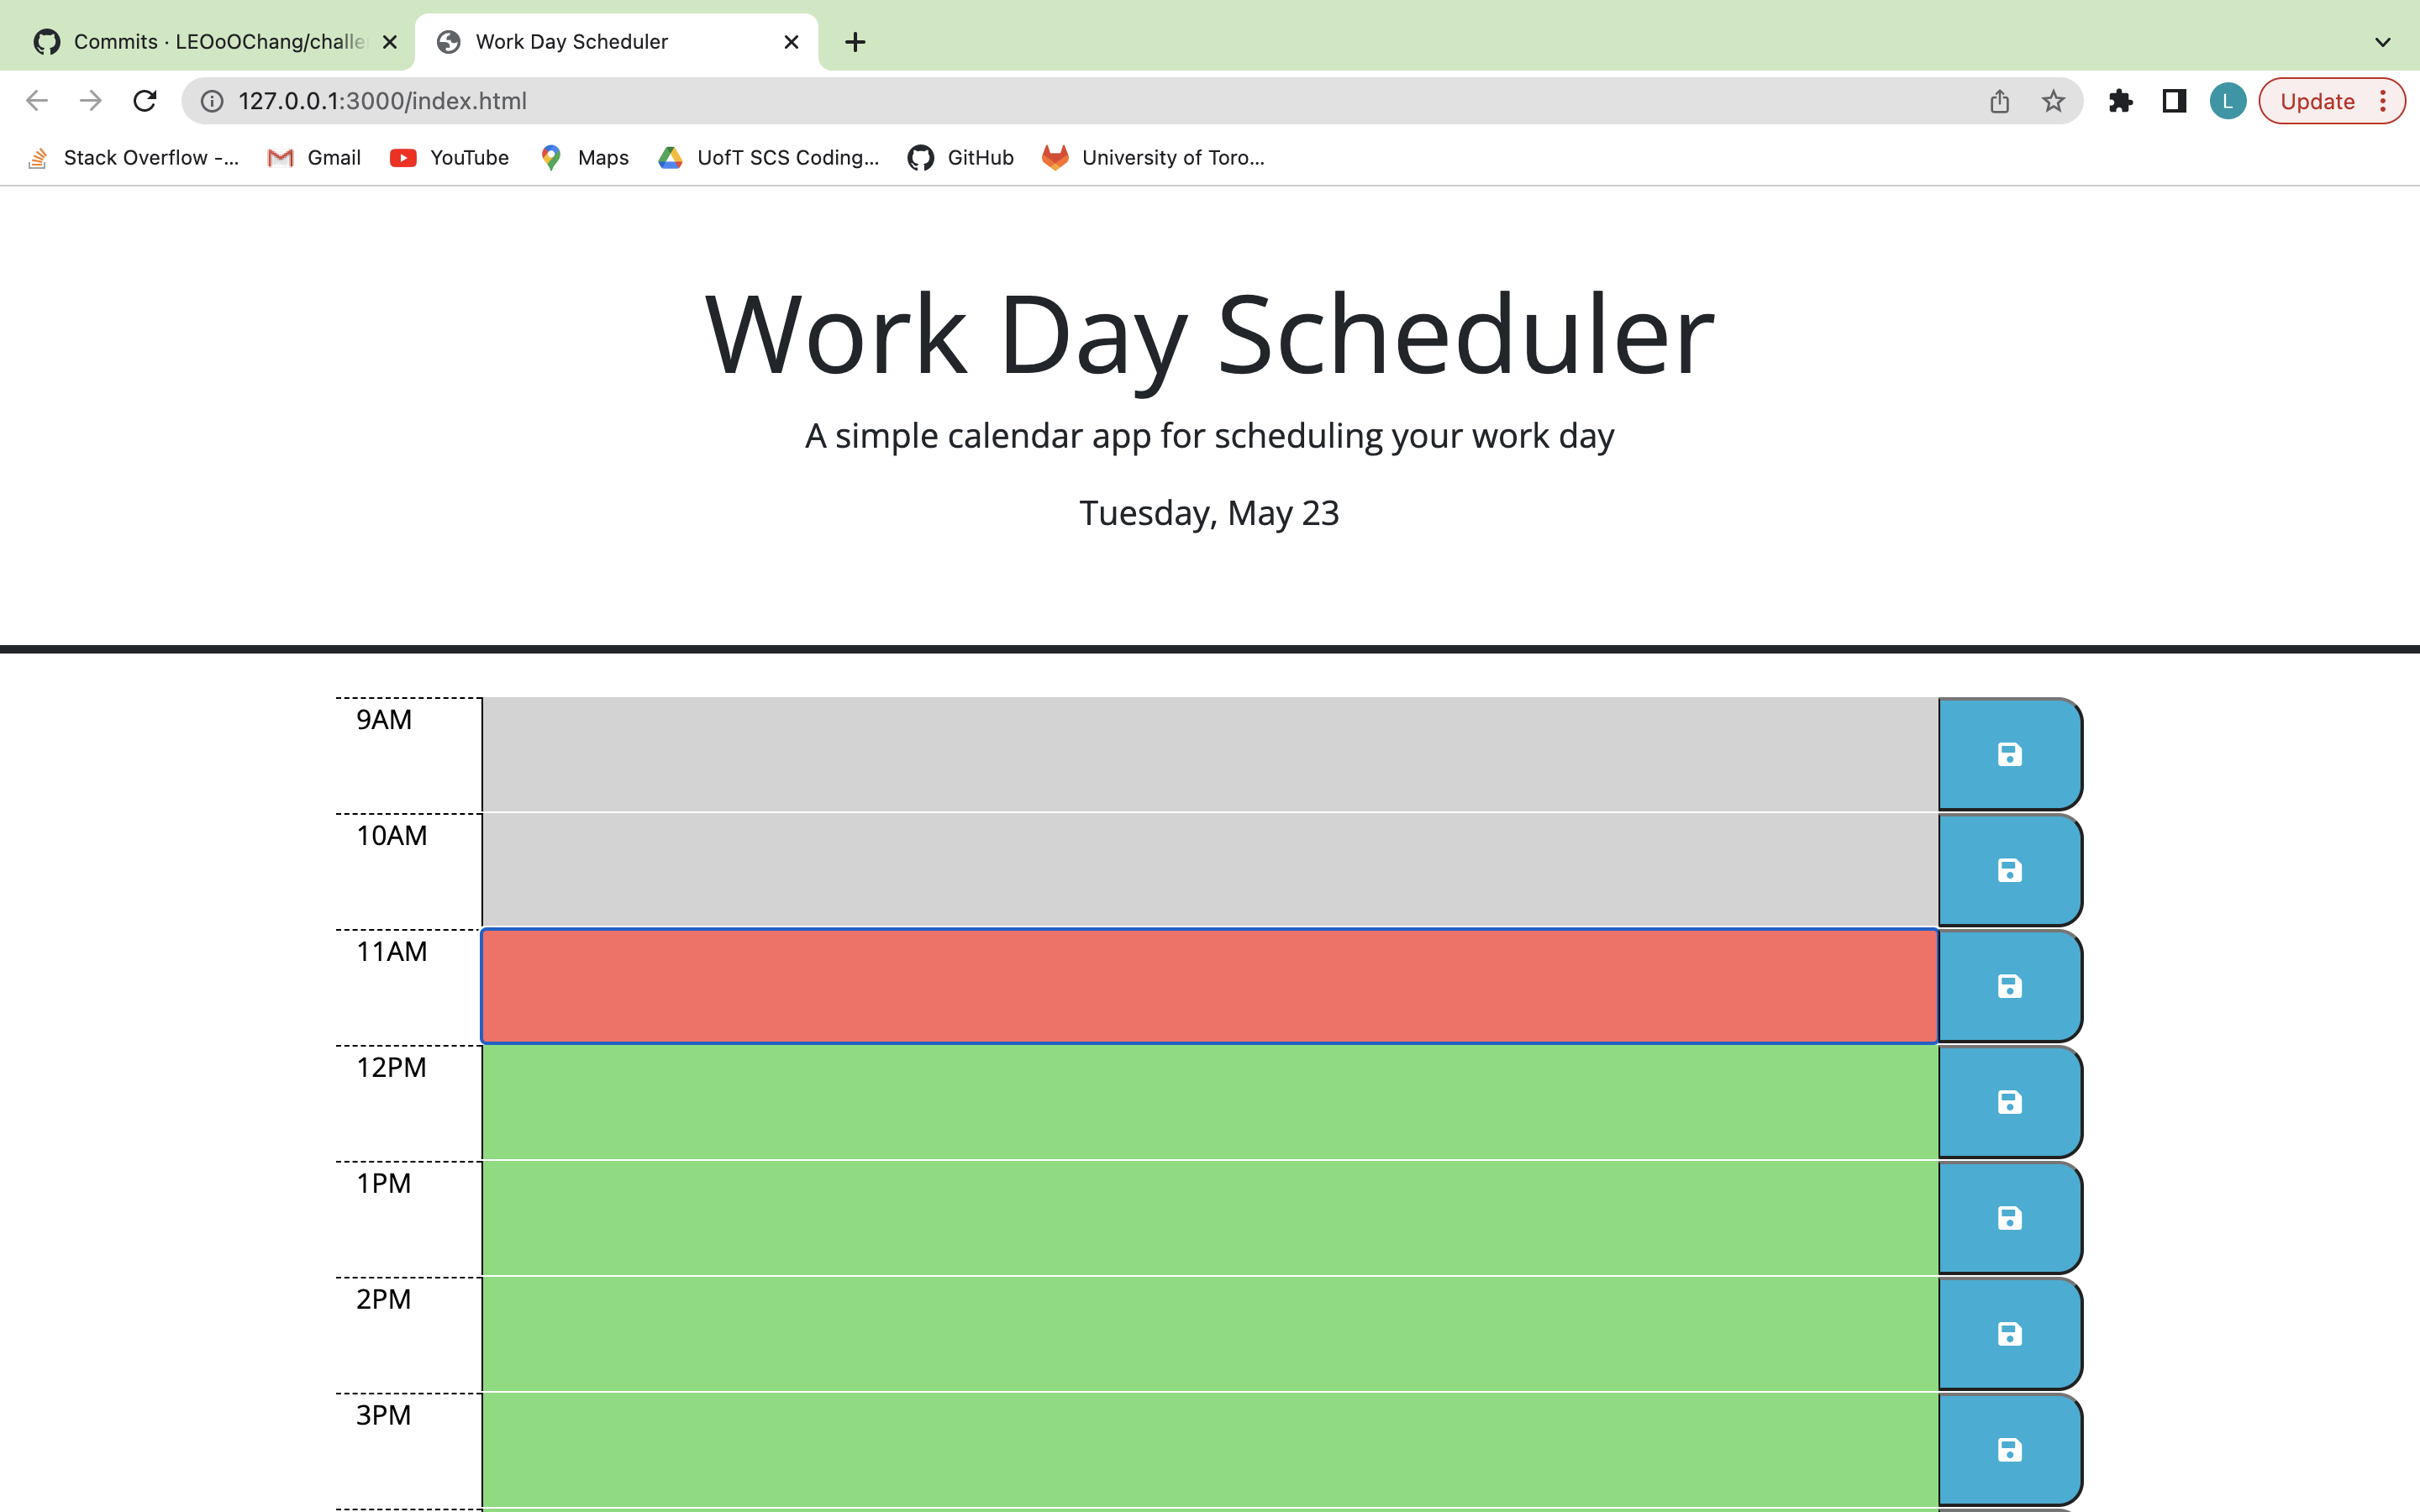 Commits · LEOoOChang/challe
Work Day Scheduler
127.0.0.1:3000/index.html
L
Update
Stack Overflow -...
Gmail
YouTube
Maps
UofT SCS Coding...
GitHub
University of Toro...
Work Day Scheduler
A simple calendar app for scheduling your work day
Tuesday, May 23
9AM
10AM
11AM
12PM
1PM
2PM
3PM